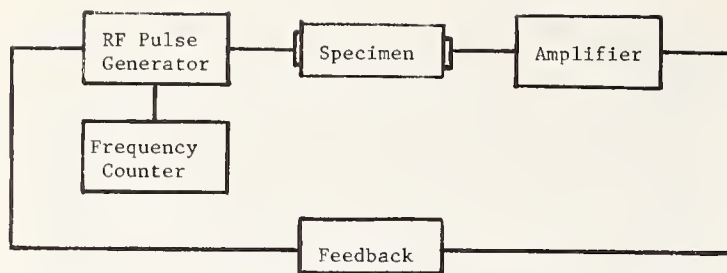 RF Pulse
Generator
Specimen
Amplifier
Frequency
Counter
Feedback